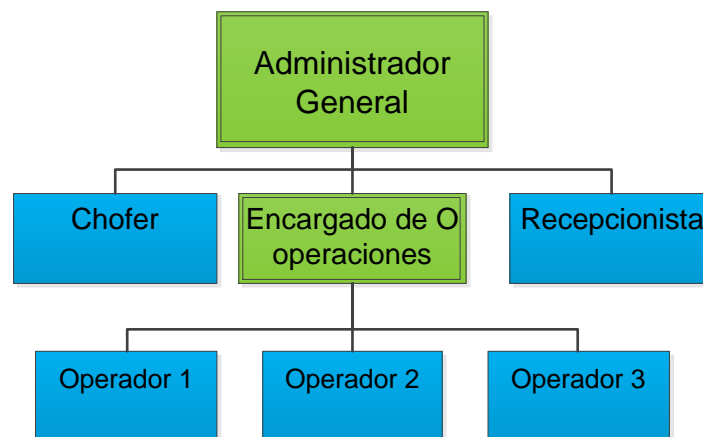 Administrador
General
Chofer
Encargado de O
operaciones
Recepcionista
Operador 1
Operador 2
Operador 3